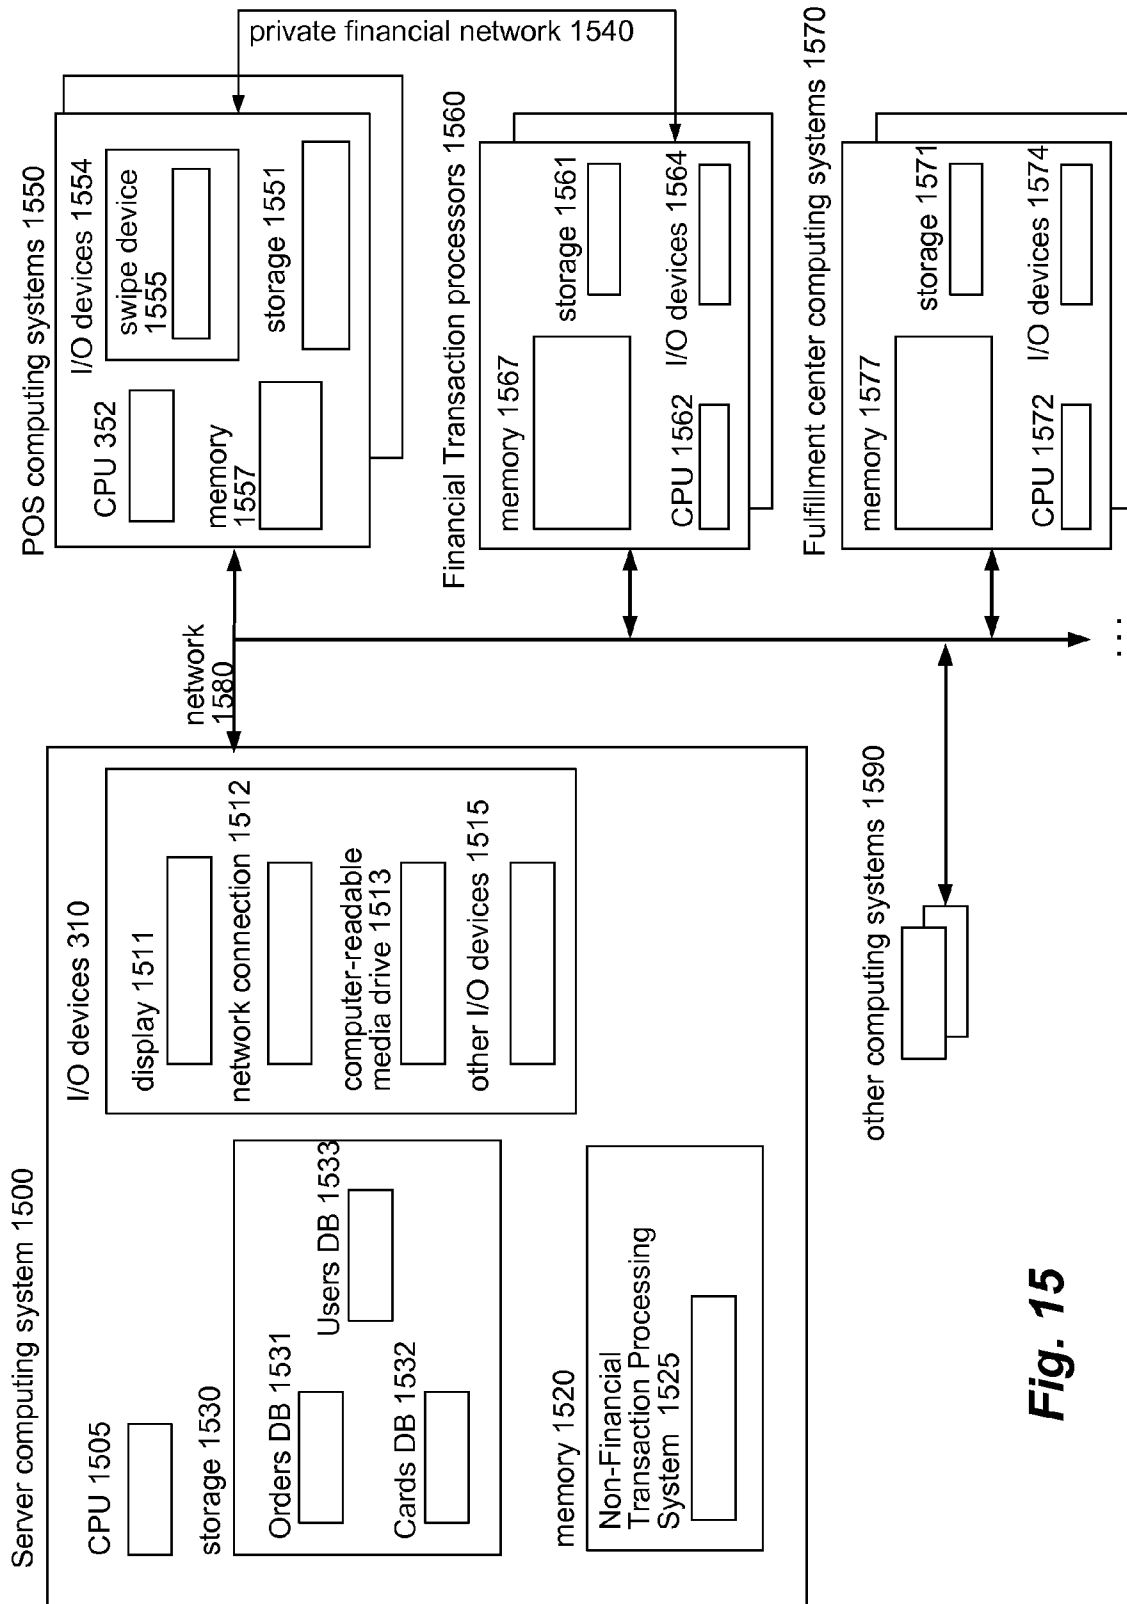 Server computing system 1500
CPU 1505
storage 1530
Orders DB 1531
Cards DB 1532
Users DB 1533
memory 1520
Non-Financial
Transaction Processing
System 1525
I/O devices 310
display 1511
network connection 1512
computer-readable
media drive 1513
other I/O devices 1515
network
1580
other computing systems 1590
POS computing systems 1550
CPU 352
I/O devices 1554
swipe device
1555
memory
1557
storage 1551
private financial network 1540
Financial Transaction processors 1560
memory 1567
storage 1561
CPU 1562
I/O devices 1564
Fulfillment center computing systems 1570
memory 1577
storage 1571
CPU 1572
I/O devices 1574
...
Fig. 15